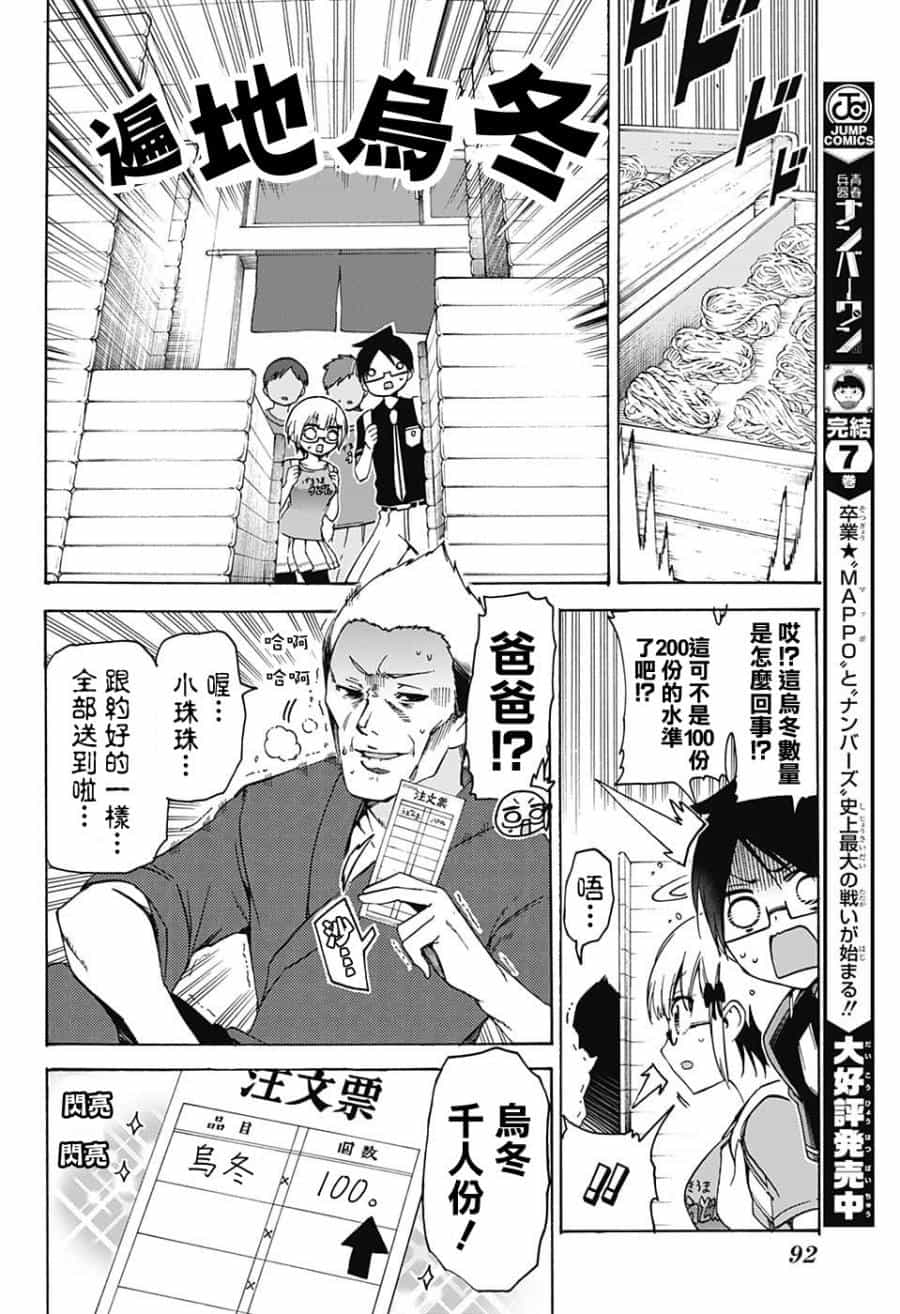 ドドドド
遍地烏冬
JUMP
COMICS
青春
兵器
ナンバーワン
完結
7
巻
卒業★“MAPPO”と“ナンバーズ”史上最大の戦いが始まる!!
大好評発売中
哎!?這烏冬數量
是怎麼回事!?
這可不是100份
200份的水準
了吧!?
唔…
爸爸!?
注文票
沙…
哈啊
哈啊
喔…
小珠珠…
跟約好的一樣…
全部送到啦…
烏冬
千人份!
注文票
品目
個数
烏冬
×
100。
×
×
閃亮
閃亮
92